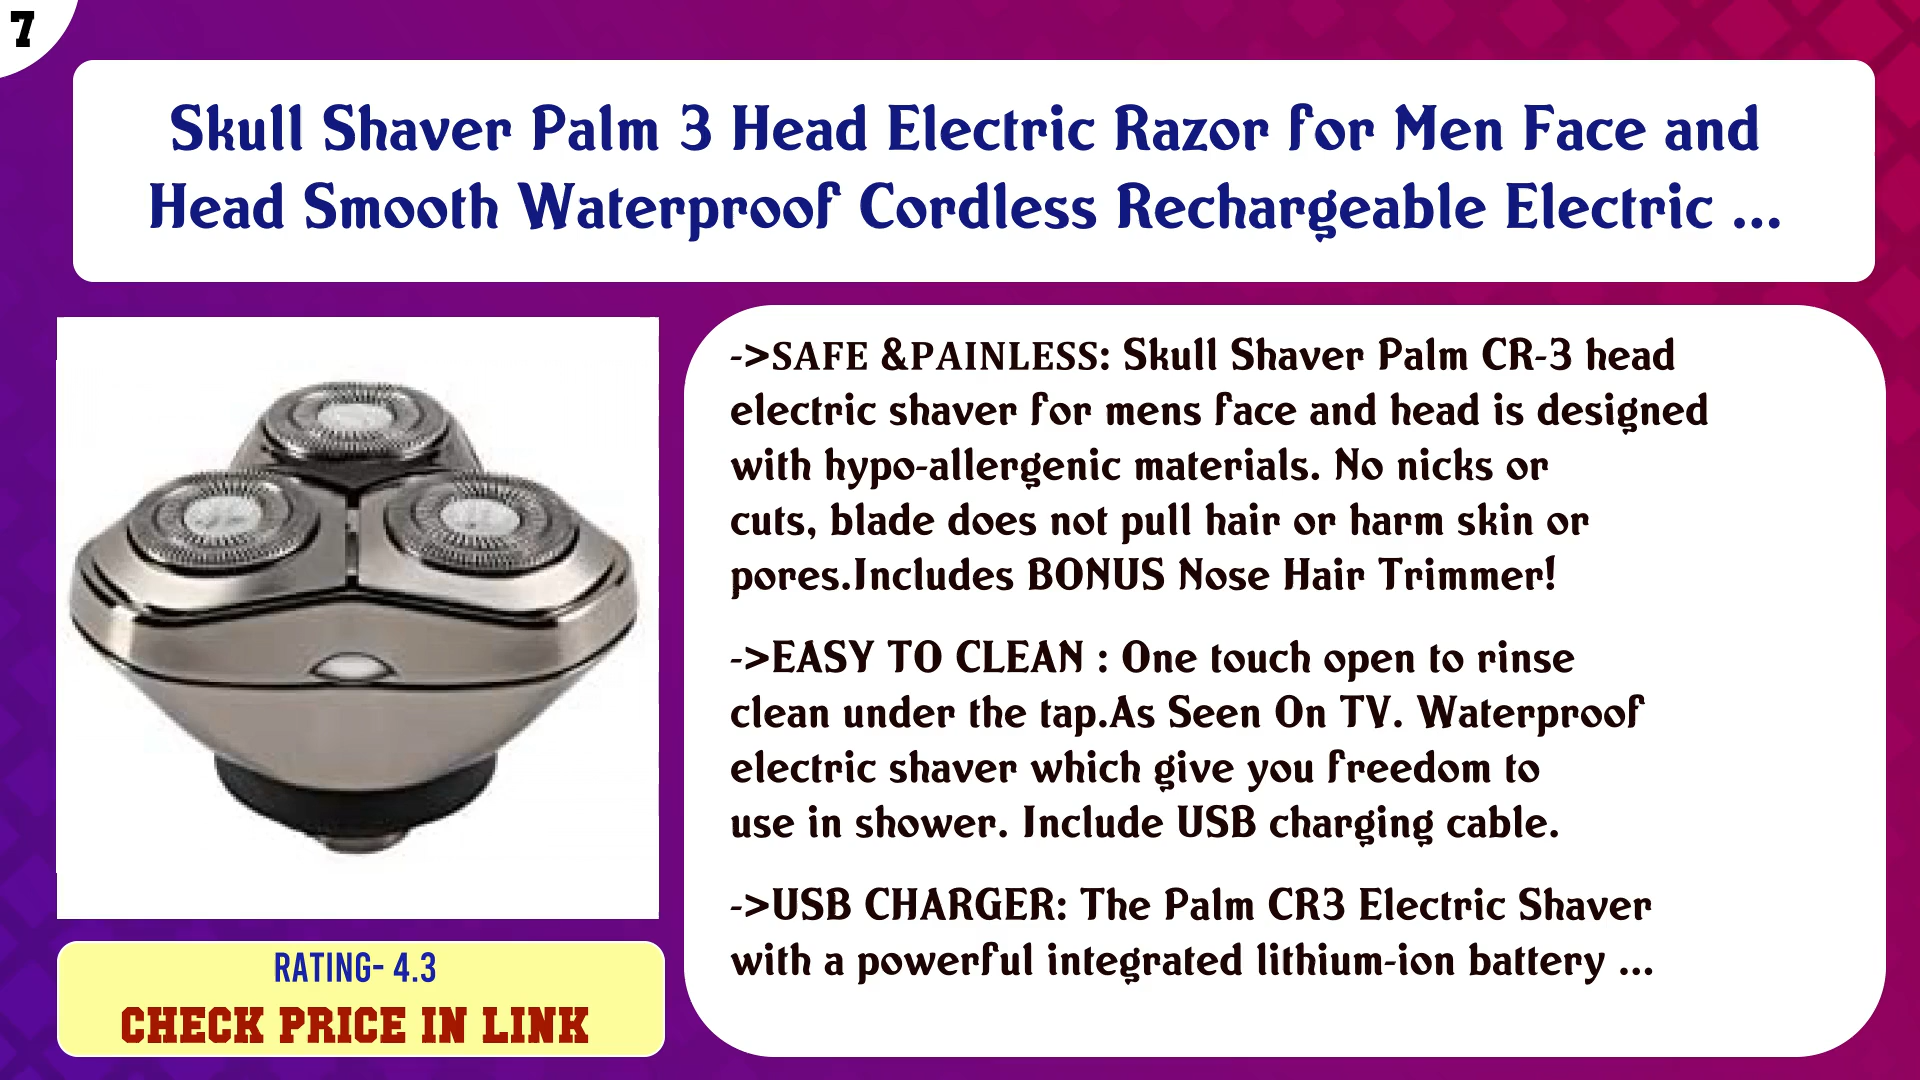 7
Skull Shaver Palm 3 Head Electric Razor for Men Face and
Head Smooth Waterproof Cordless Rechargeable Electric ...
->SAFE &PAINLESS: Skull Shaver Palm CR-3 head
electric shaver for mens face and head is designed
with hypo-allergenic materials. No nicks or
cuts, blade does not pull hair or harm skin or
pores.Includes BONUS Nose Hair Trimmer!
->EASY TO CLEAN : One touch open to rinse
clean under the tap.As Seen On TV. Waterproof
electric shaver which give you freedom to
use in shower. Include USB charging cable.
->USB CHARGER: The Palm CR3 Electric Shaver
with a powerful integrated lithium-ion battery ...
RATING- 4.3
CHECK PRICE IN LINK